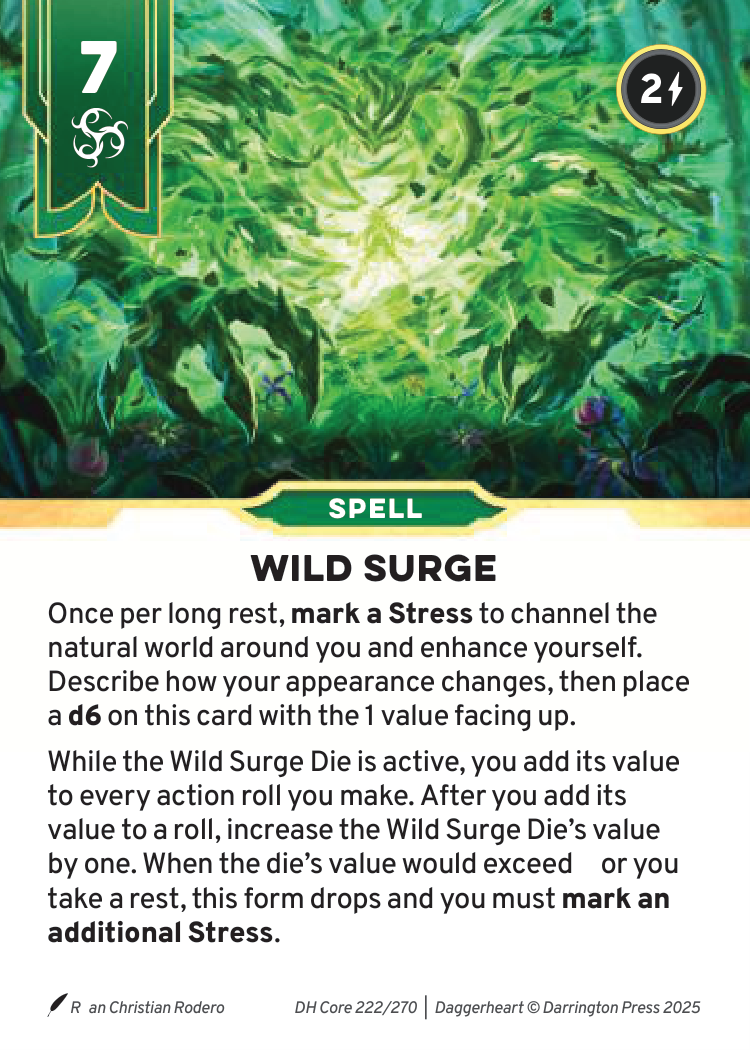 7
2
SPELL
WILD SURGE
Once per long rest, mark a Stress to channel the
natural world around you and enhance yourself.
Describe how your appearance changes, then place
a d6 on this card with the 1 value facing up.
While the Wild Surge Die is active, you add its value
to every action roll you make. After you add its
value to a roll, increase the Wild Surge Die’s value
by one. When the die’s value would exceed or you
take a rest, this form drops and you must mark an
additional Stress.
R an Christian Rodero
DH Core 222/270 | Daggerheart © Darrington Press 2025